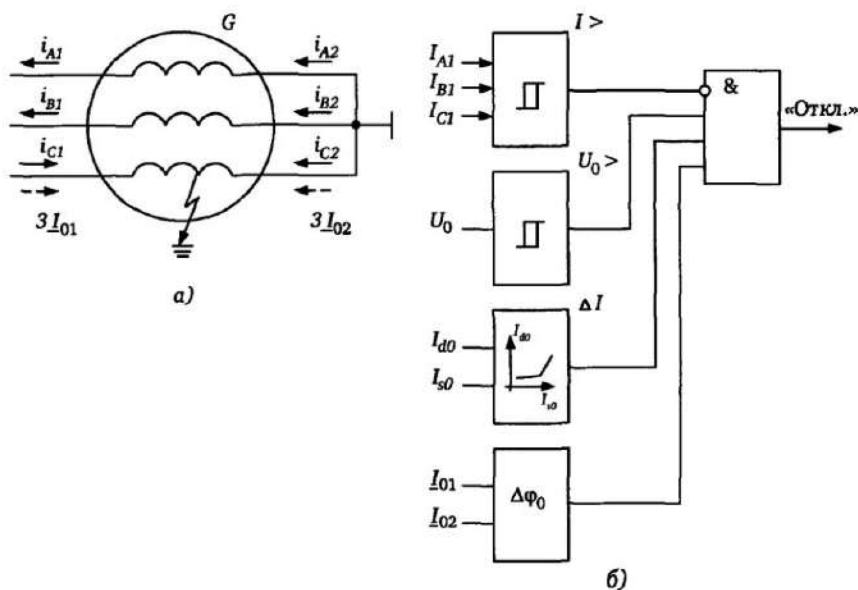 G
i_A1
i_A2
i_B1
i_B2
i_C1
i_C2
3I_01
3I_02
а)
I >
I_A1
I_B1
I_C1
&
«Откл.»
U_0 >
U_0
Δ I
I_d0
I_s0
I_d0
I_s0
I_01
I_02
Δφ_0
б)